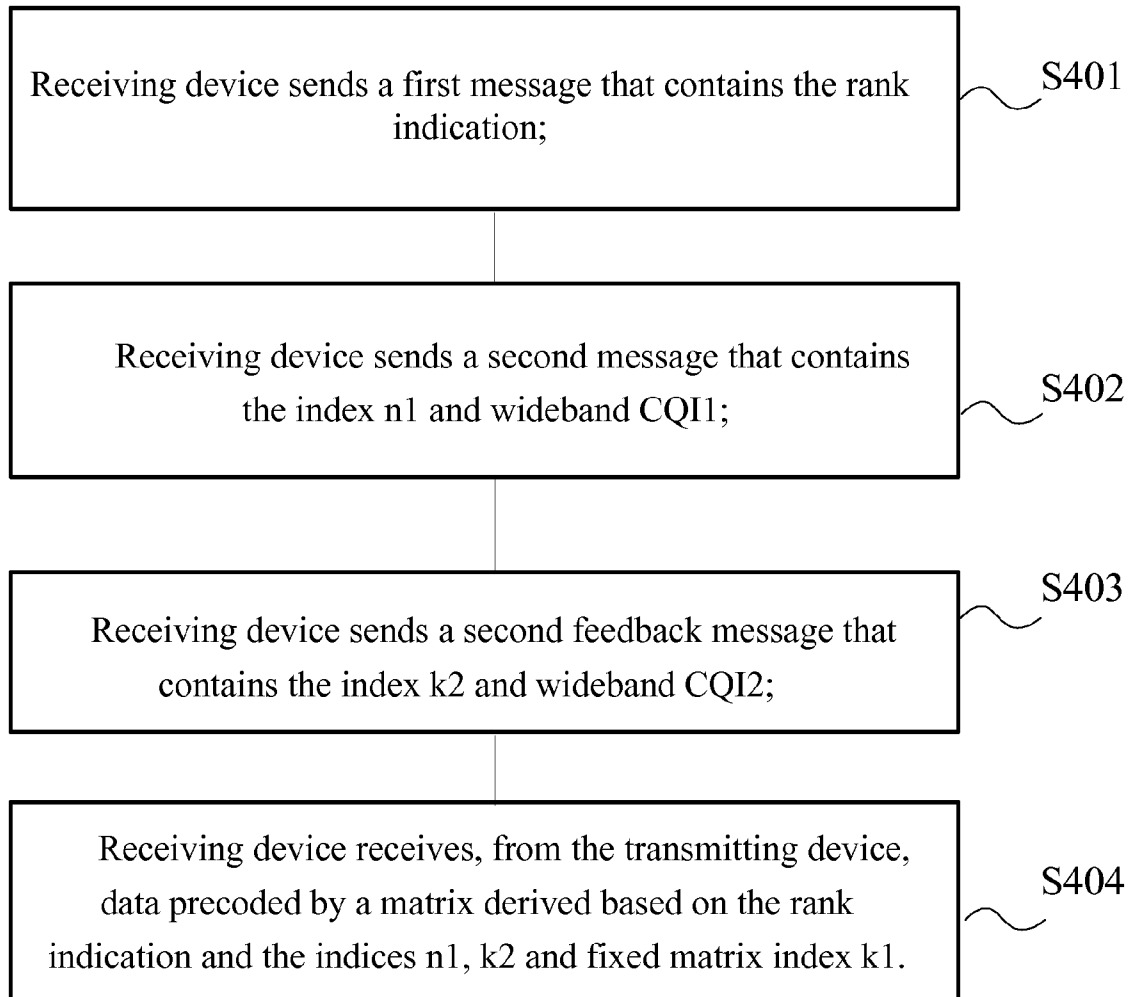 Receiving device sends a first message that contains the rank
indication;
S401
Receiving device sends a second message that contains
the index n1 and wideband CQI1;
S402
Receiving device sends a second feedback message that
contains the index k2 and wideband CQI2;
S403
Receiving device receives, from the transmitting device,
data precoded by a matrix derived based on the rank
indication and the indices n1, k2 and fixed matrix index k1.
S404